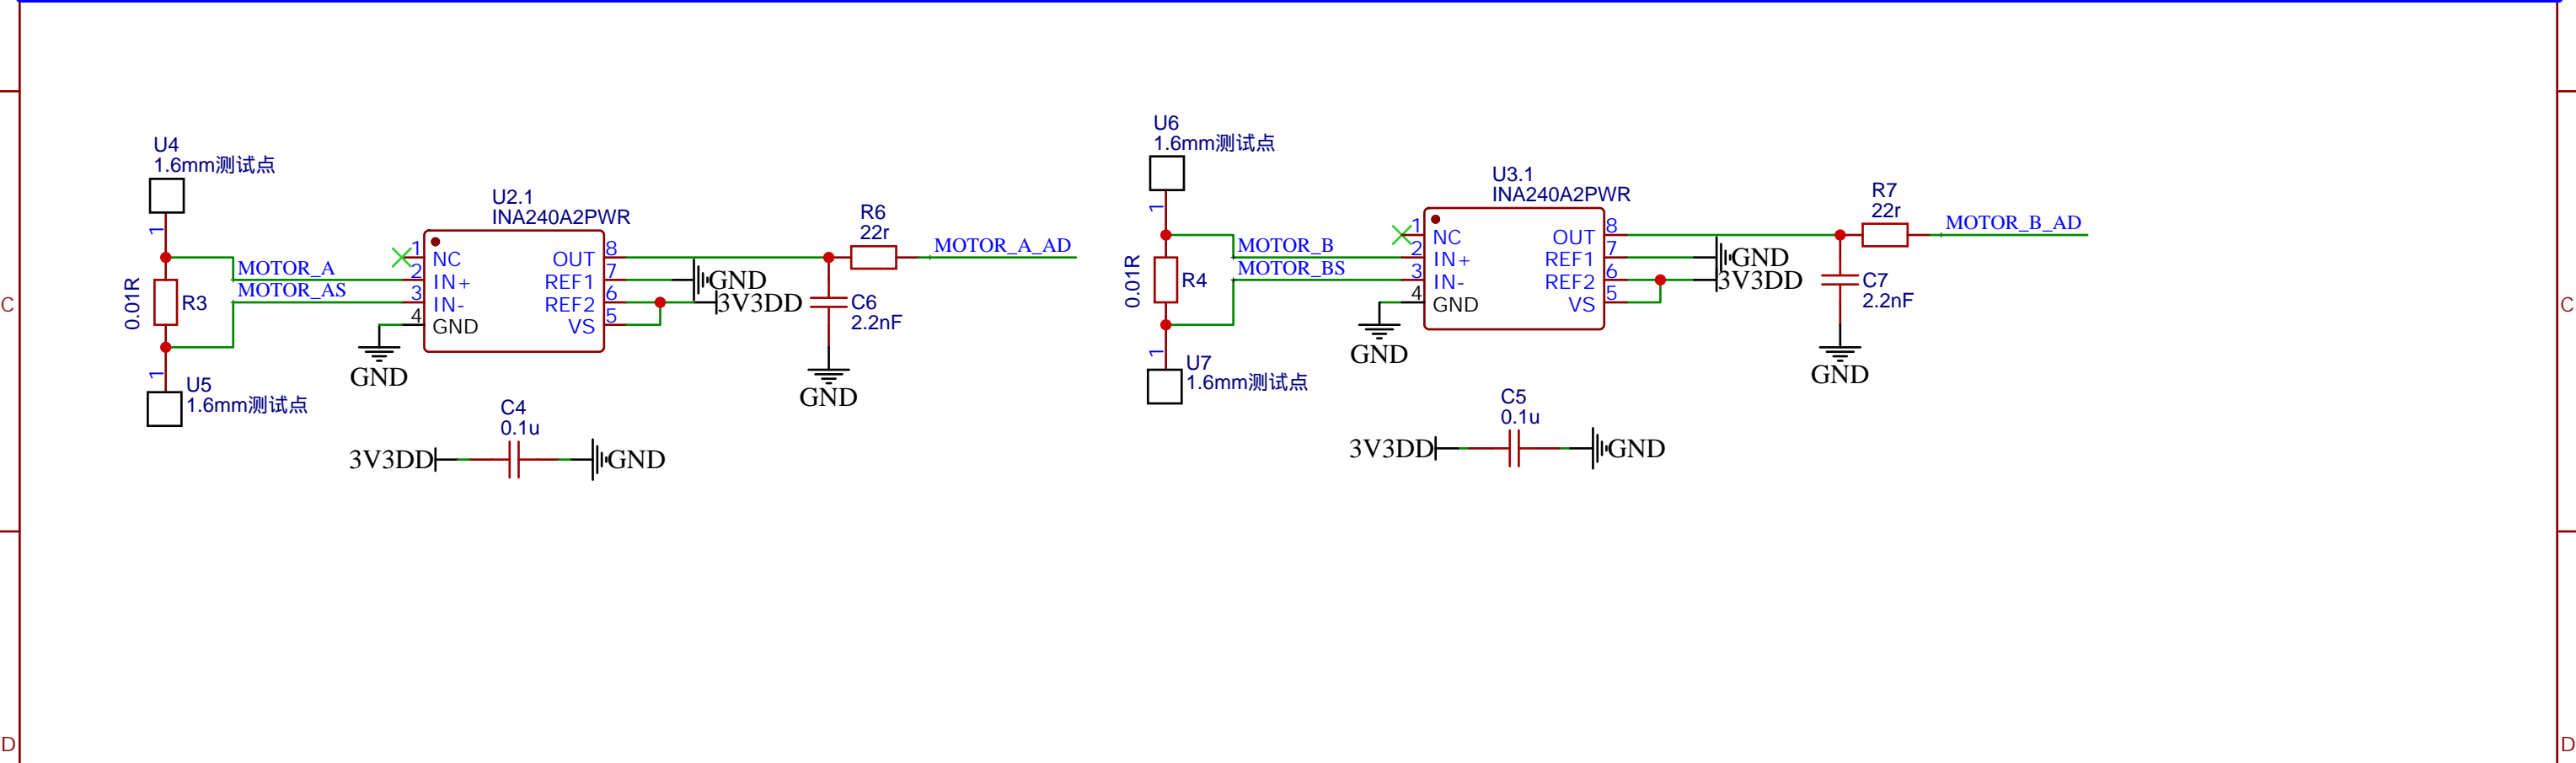 U4
1.6mm测试点
1
0.01R
R3
MOTOR_A
MOTOR_AS
1
U5
1.6mm测试点
U2.1
INA240A2PWR
1
2
3
4
NC
IN+
IN-
GND
OUT
REF1
REF2
VS
8
7
6
5
GND
GND
3V3DD
R6
22r
MOTOR_A_AD
C6
2.2nF
GND
C4
0.1u
3V3DD
GND
U6
1.6mm测试点
1
0.01R
R4
MOTOR_B
MOTOR_BS
1
U7
1.6mm测试点
U3.1
INA240A2PWR
1
2
3
4
NC
IN+
IN-
GND
OUT
REF1
REF2
VS
8
7
6
5
GND
GND
3V3DD
R7
22r
MOTOR_B_AD
C7
2.2nF
GND
C5
0.1u
3V3DD
GND
C
C
D
D